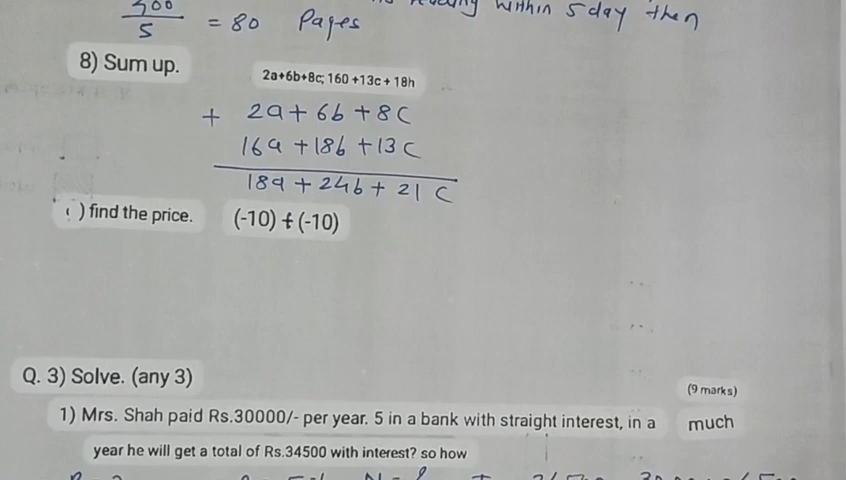 within 5 day then
/5 = 80 Pages
8) Sum up.
2a+6b+8c; 160 +13c + 18h
+ 2a + 6b + 8c
16a + 18b + 13c
18a + 24b + 21c
) find the price. (-10) + (-10)
Q. 3) Solve. (any 3)
(9 marks)
1) Mrs. Shah paid Rs.30000/- per year. 5 in a bank with straight interest, in a much
year he will get a total of Rs.34500 with interest? so how